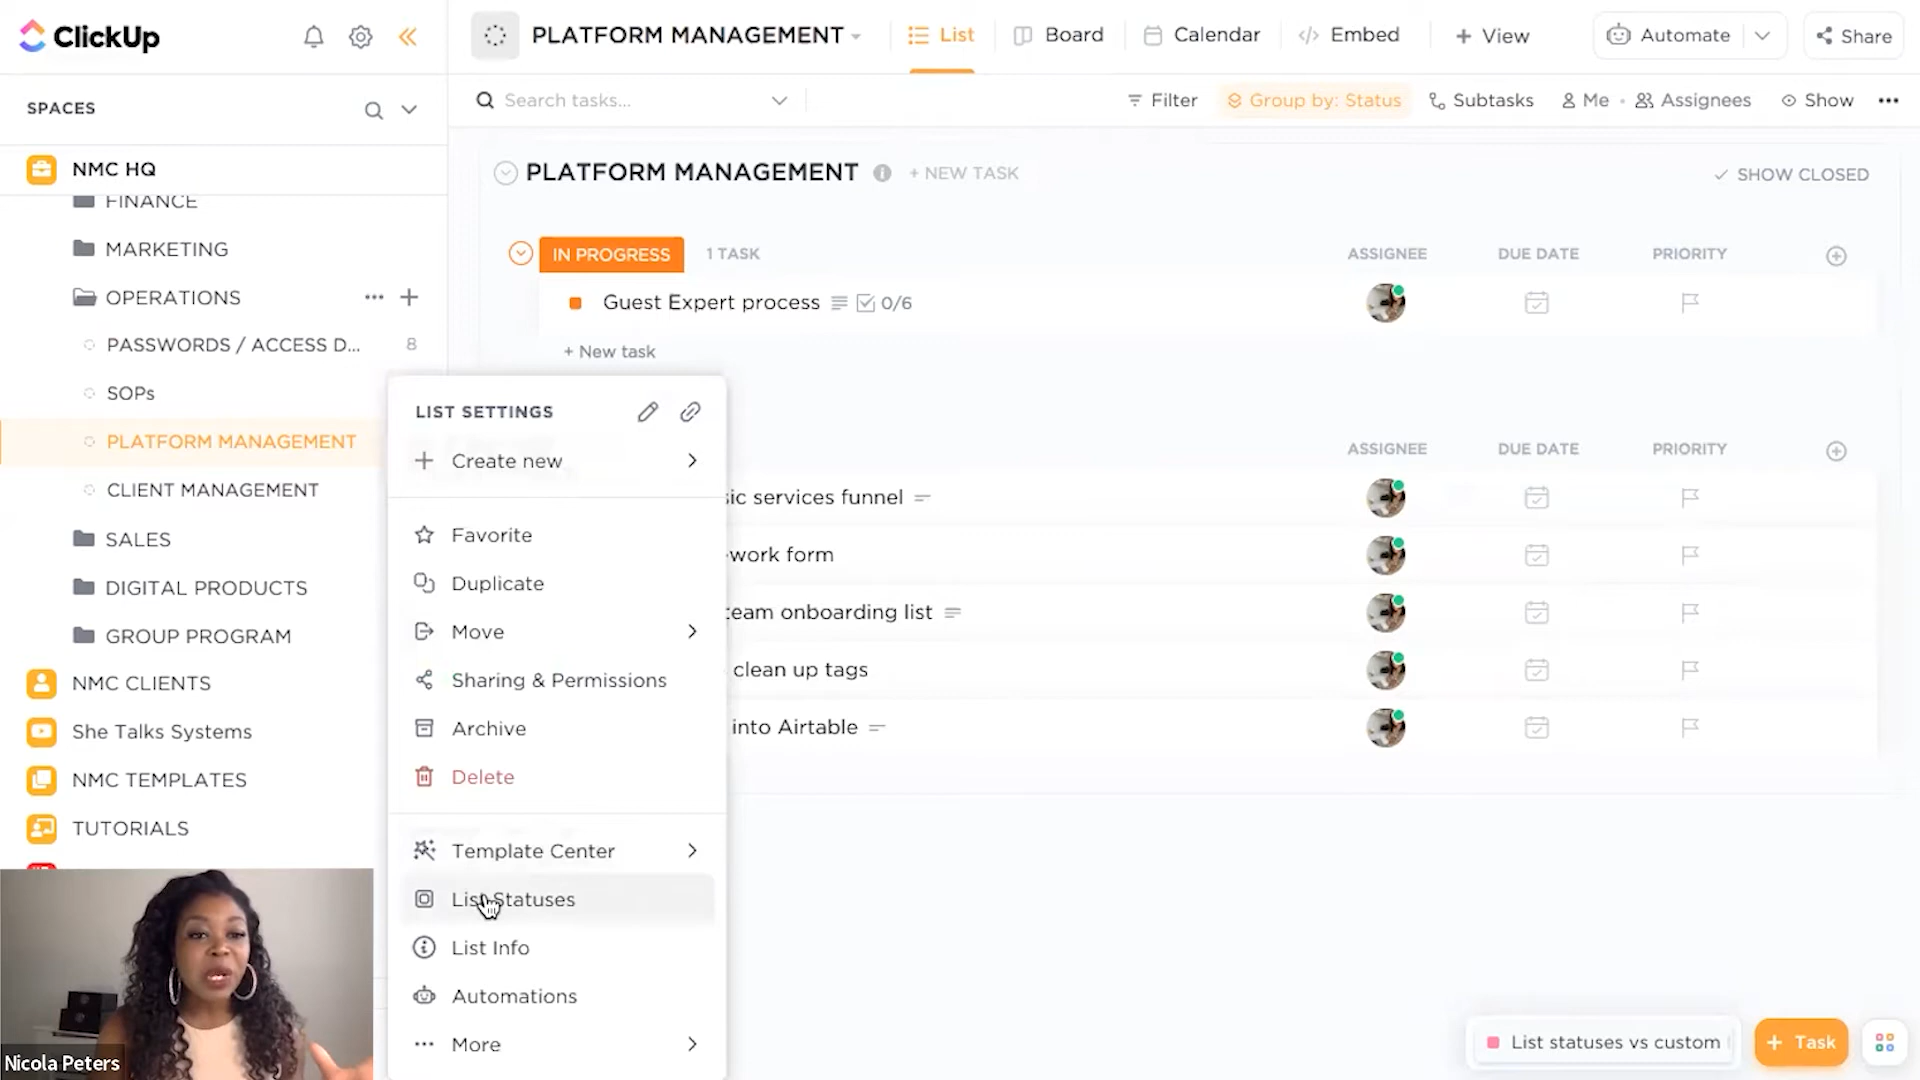 ClickUp
PLATFORM MANAGEMENT
List
Board
Calendar
Embed
+ View
Automate
Share
SPACES
Search tasks...
Filter
Group by: Status
Subtasks
Me
Assignees
Show
NMC HQ
FINANCE
MARKETING
OPERATIONS
PASSWORDS / ACCESS D... 8
SOPs
PLATFORM MANAGEMENT
CLIENT MANAGEMENT
SALES
DIGITAL PRODUCTS
GROUP PROGRAM
NMC CLIENTS
She Talks Systems
NMC TEMPLATES
TUTORIALS
Nicola Peters
PLATFORM MANAGEMENT
+ NEW TASK
SHOW CLOSED
IN PROGRESS
1 TASK
ASSIGNEE
DUE DATE
PRIORITY
Guest Expert process
0/6
+ New task
LIST SETTINGS
Create new
Favorite
Duplicate
Move
Sharing & Permissions
Archive
Delete
Template Center
List Statuses
List Info
Automations
More
ASSIGNEE
DUE DATE
PRIORITY
sic services funnel
work form
team onboarding list
clean up tags
into Airtable
List statuses vs custom
+ Task